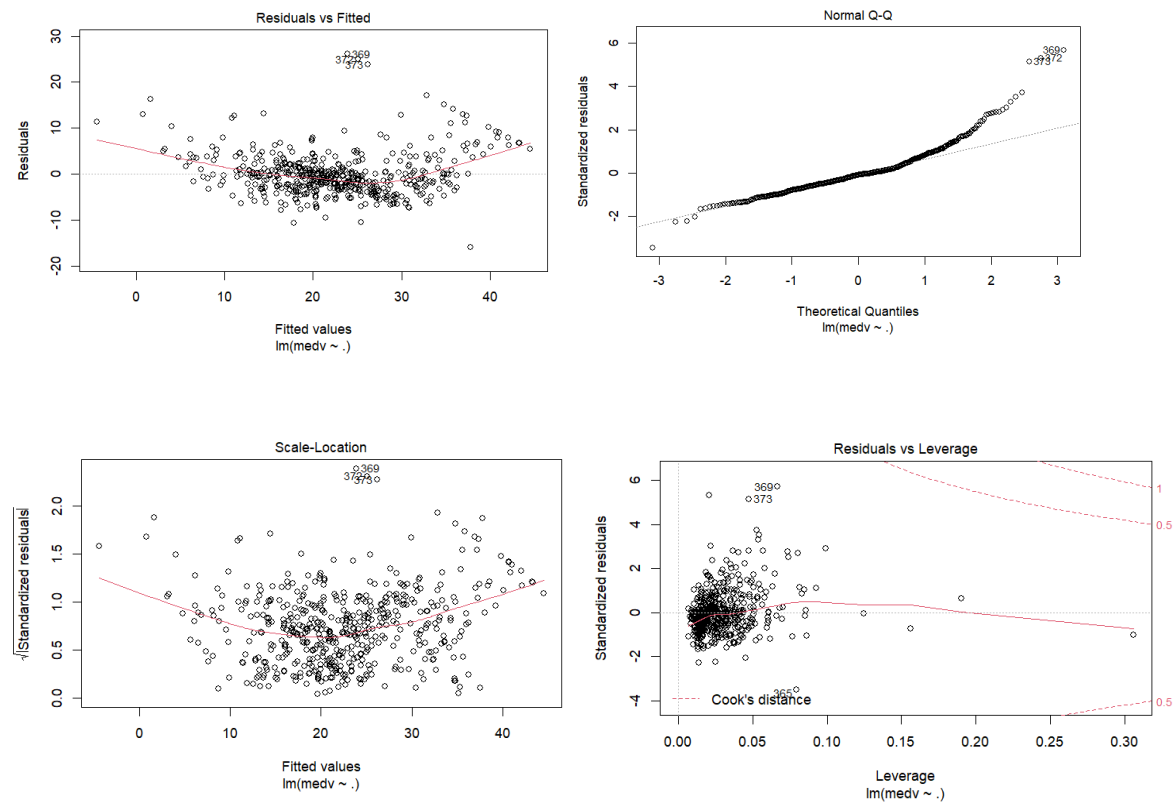 Residuals vs Fitted
Residuals
30
20
10
0
-10
-20
369
372
373
0 10 20 30 40
Fitted values
lm(medv ~ .)
Normal Q-Q
Standardized residuals
6
4
2
0
-2
369
372
373
-3 -2 -1 0 1 2 3
Theoretical Quantiles
lm(medv ~ .)
Scale-Location
√|Standardized residuals|
2.0
1.5
1.0
0.5
0.0
369
372
373
0 10 20 30 40
Fitted values
lm(medv ~ .)
Residuals vs Leverage
Standardized residuals
6
4
2
0
-2
-4
369
373
365
1
0.5
0.5
Cook's distance
0.00 0.05 0.10 0.15 0.20 0.25 0.30
Leverage
lm(medv ~ .)